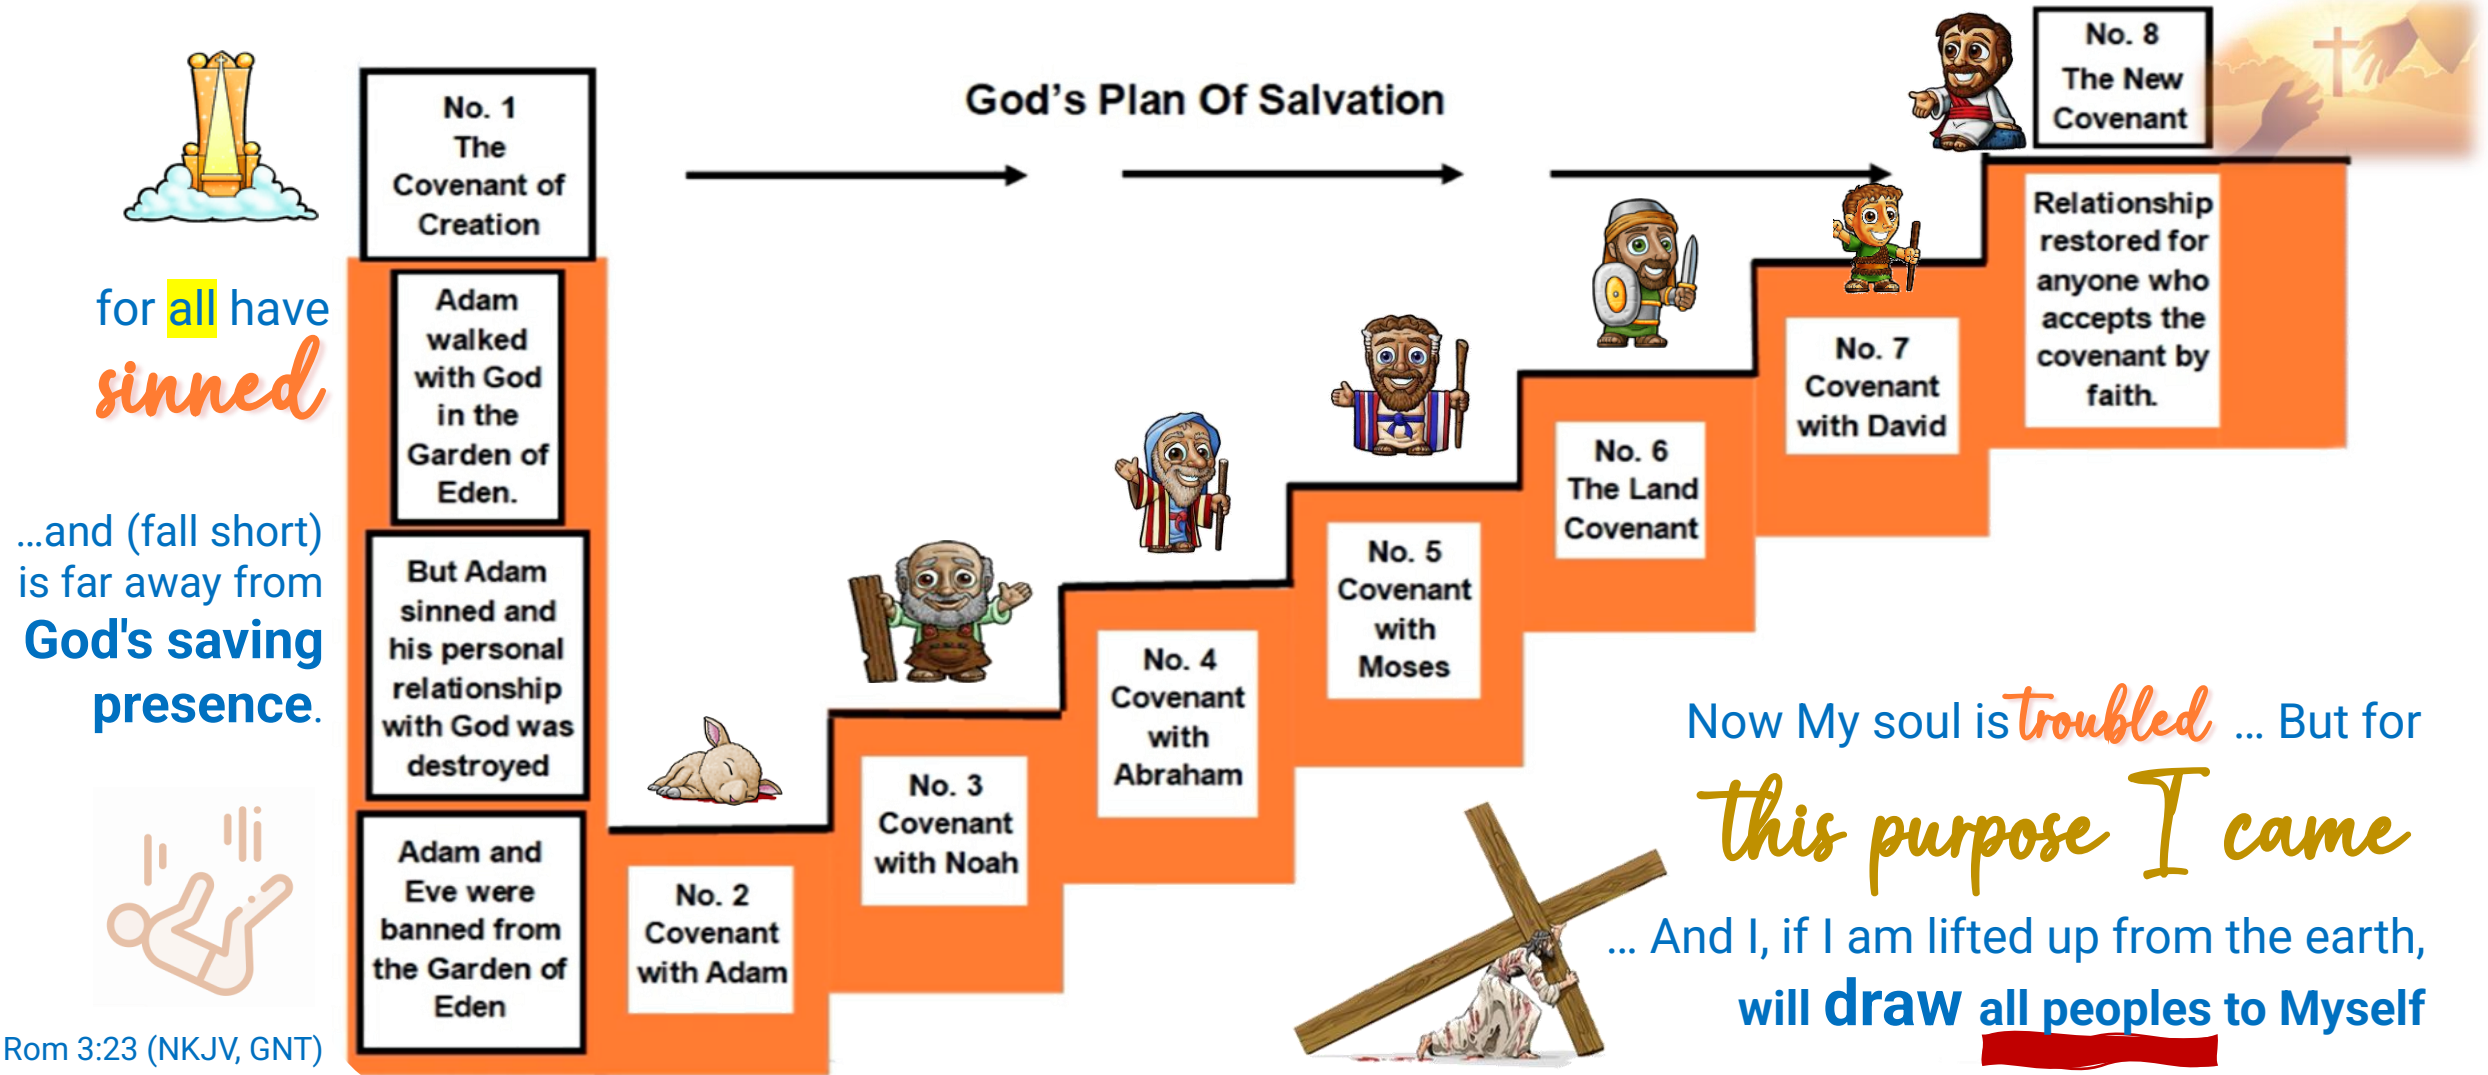 God's Plan Of Salvation
for all have
sinned
...and (fall short)
is far away from
God's saving
presence.
Rom 3:23 (NKJV, GNT)
No. 1
The
Covenant of
Creation
Adam
walked
with God
in the
Garden of
Eden.
But Adam
sinned and
his personal
relationship
with God was
destroyed
Adam and
Eve were
banned from
the Garden of
Eden
No. 2
Covenant
with Adam
No. 3
Covenant
with Noah
No. 4
Covenant
with
Abraham
No. 5
Covenant
with
Moses
No. 6
The Land
Covenant
No. 7
Covenant
with David
No. 8
The New
Covenant
Relationship
restored for
anyone who
accepts the
covenant by
faith.
Now My soul is troubled ... But for
this purpose I came
... And I, if I am lifted up from the earth,
will draw all peoples to Myself